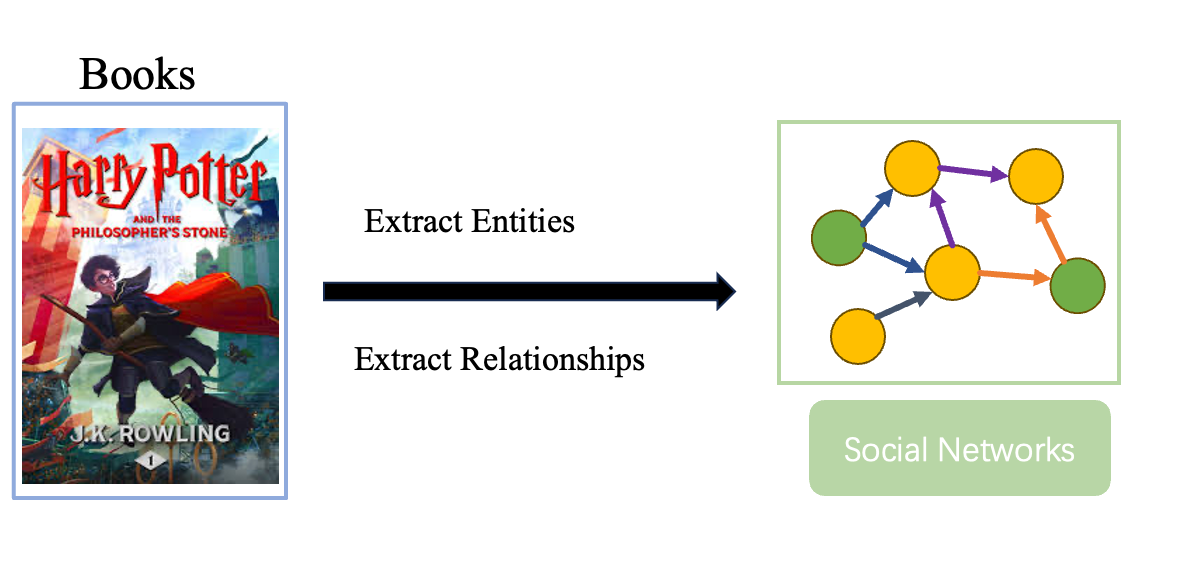 Books
Harry Potter
AND THE
PHILOSOPHER'S STONE
J.K. ROWLING
1
Extract Entities
Extract Relationships
Social Networks